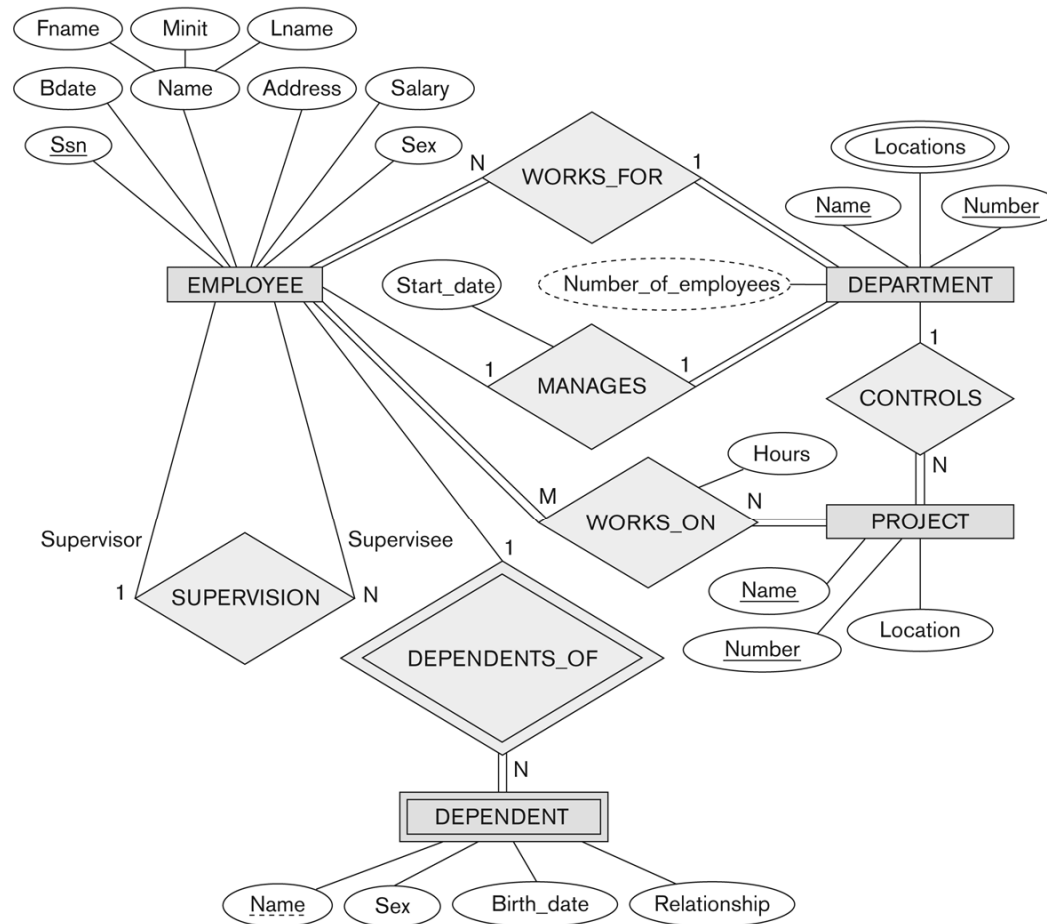 Fname
Minit
Lname
Bdate
Name
Address
Salary
Ssn
Sex
N
WORKS_FOR
1
Locations
Name
Number
EMPLOYEE
Start_date
Number_of_employees
DEPARTMENT
1
MANAGES
1
1
CONTROLS
N
Hours
M
WORKS_ON
N
PROJECT
Supervisor
Supervisee
1
SUPERVISION
N
1
Name
Number
Location
DEPENDENTS_OF
N
DEPENDENT
Name
Sex
Birth_date
Relationship